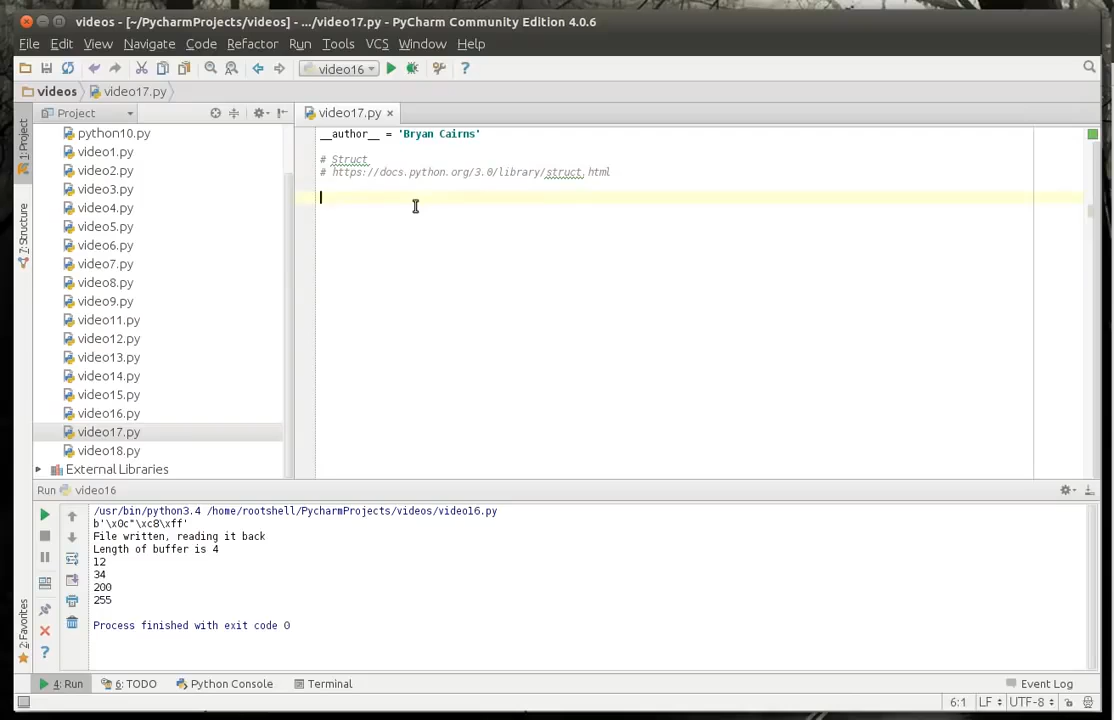 videos - [~/PycharmProjects/videos] - .../video17.py - PyCharm Community Edition 4.0.6
File Edit View Navigate Code Refactor Run Tools VCS Window Help
video16
videos video17.py
1: Project
7: Structure
2: Favorites
Project
python10.py
video1.py
video2.py
video3.py
video4.py
video5.py
video6.py
video7.py
video8.py
video9.py
video11.py
video12.py
video13.py
video14.py
video15.py
video16.py
video17.py
video18.py
External Libraries
video17.py
__author__ = 'Bryan Cairns'
# Struct
# https://docs.python.org/3.0/library/struct.html
Run video16
/usr/bin/python3.4 /home/rootshell/PycharmProjects/videos/video16.py
b'\x0c"\xc8\xff'
File written, reading it back
Length of buffer is 4
12
34
200
255
Process finished with exit code 0
4: Run 6: TODO Python Console Terminal Event Log
6:1 LF UTF-8